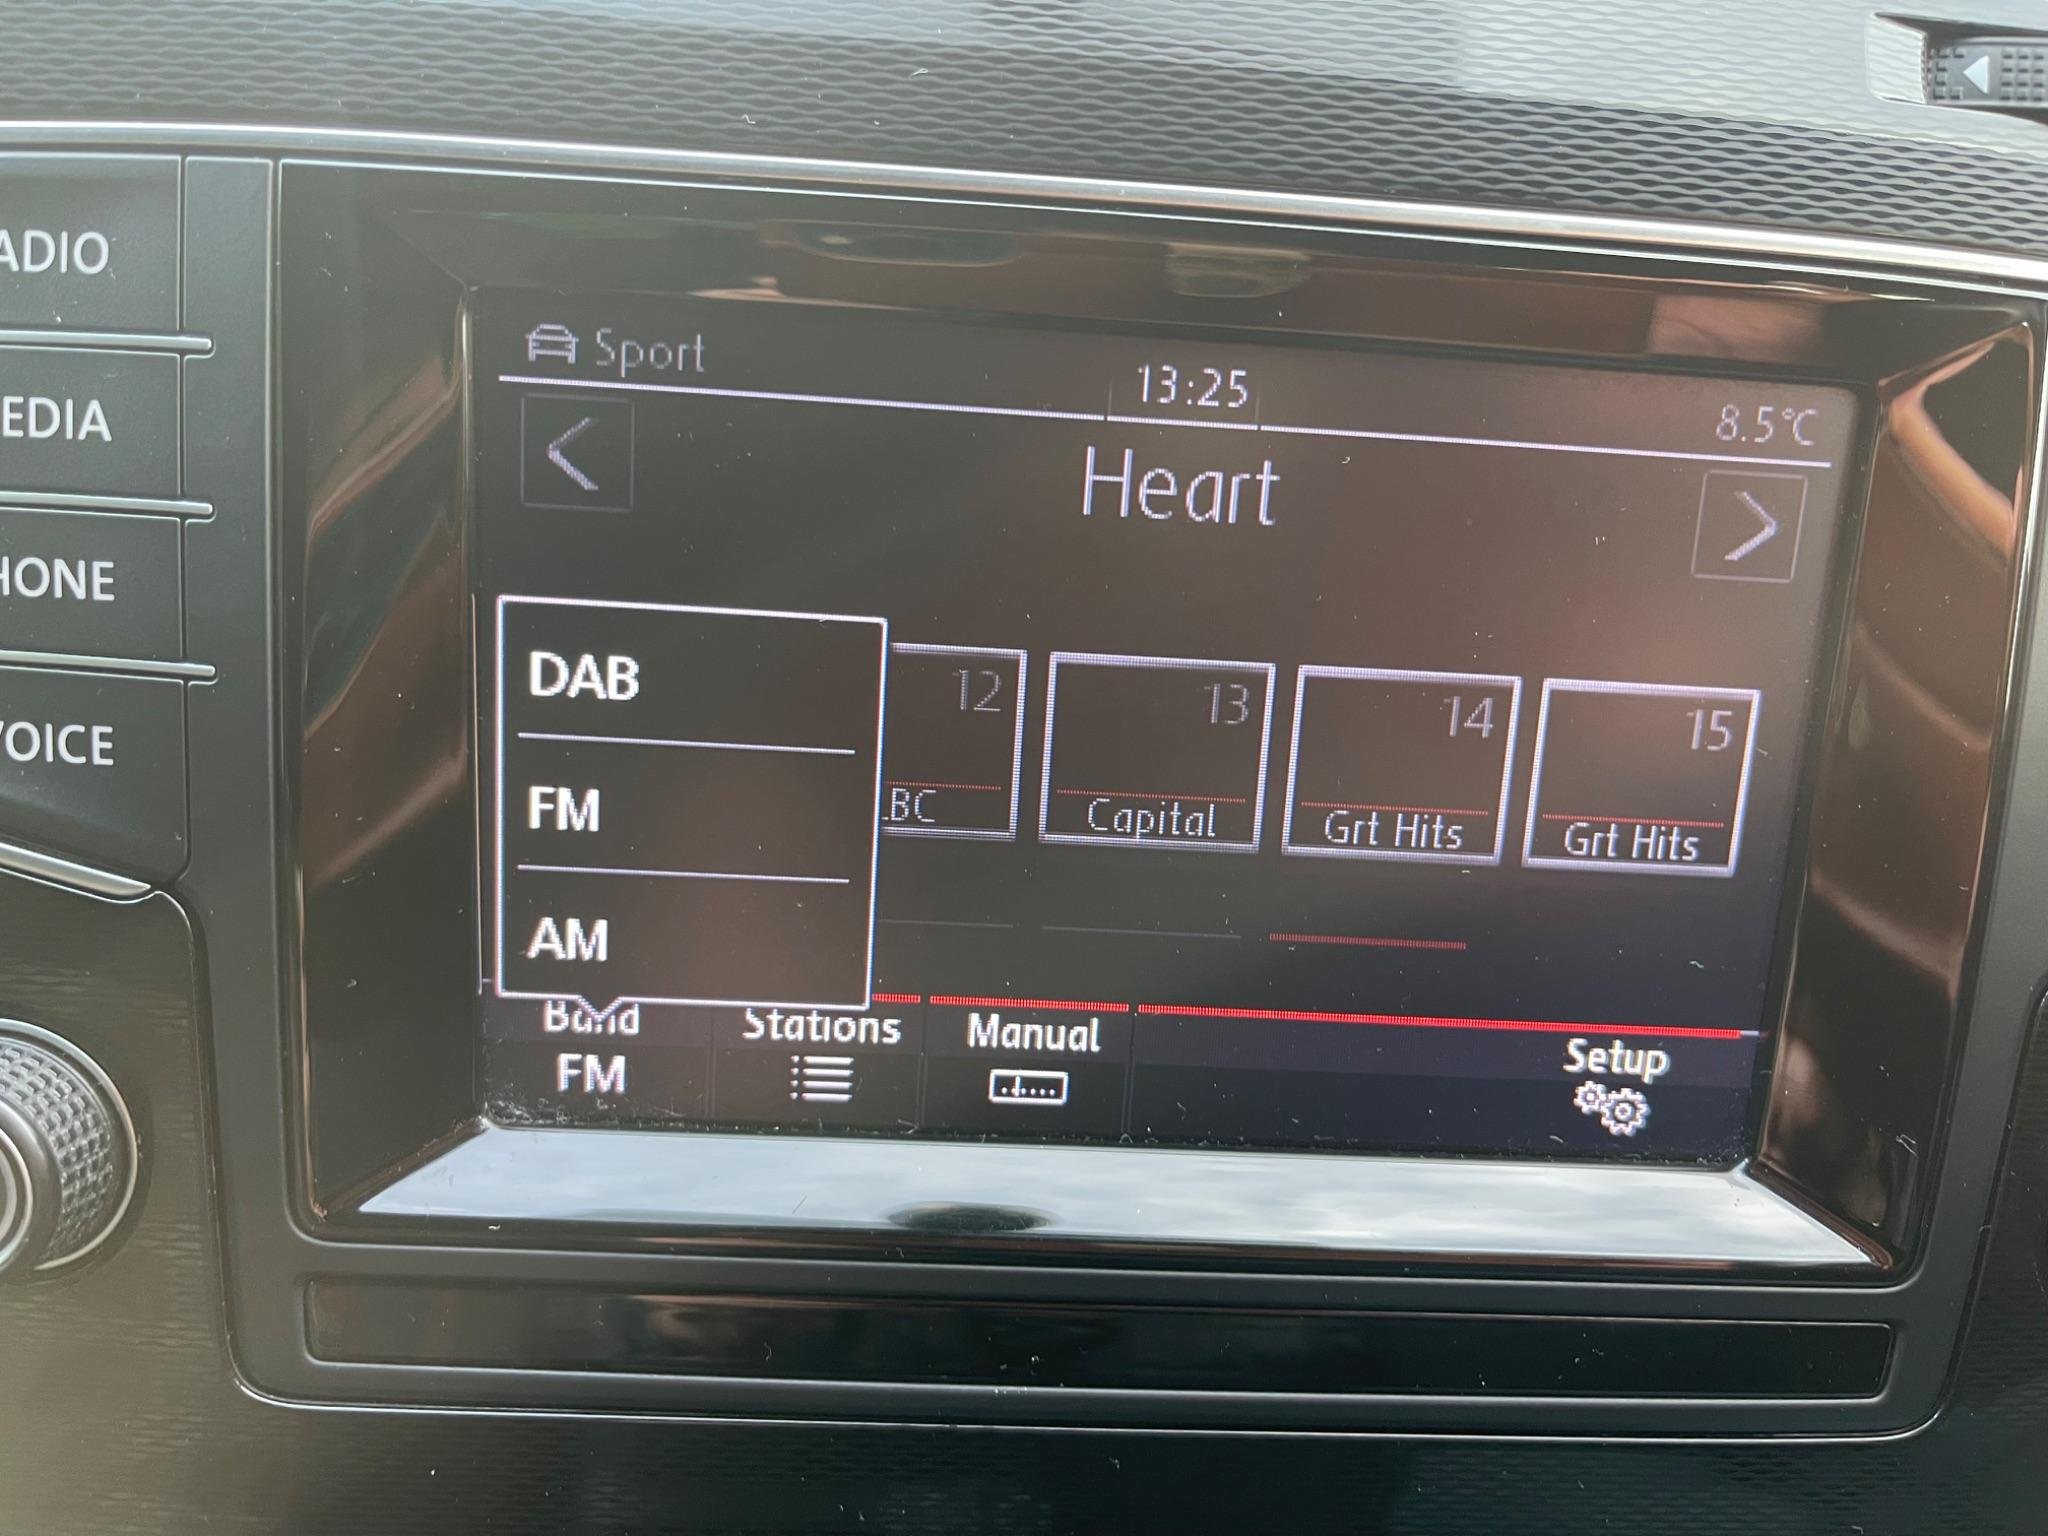 ADIO
EDIA
HONE
VOICE
Sport
13:25
8.5°C
Heart
DAB
FM
AM
12
BC
13
Capital
14
Grt Hits
15
Grt Hits
Band
FM
Stations
Manual
Setup